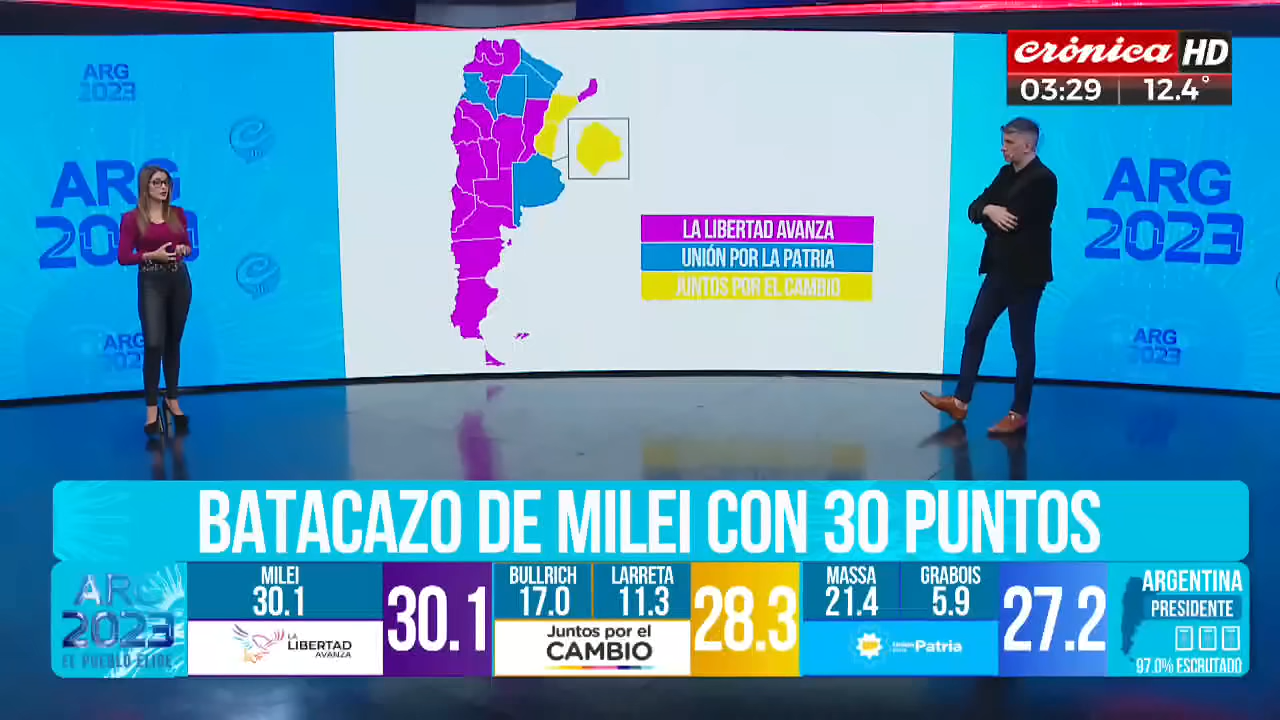 ARG
2023
crónica HD
03:29 12.4°
ARG
2023
ARG
2023
ARG
2023
ARG
2023
LA LIBERTAD AVANZA
UNIÓN POR LA PATRIA
JUNTOS POR EL CAMBIO
BATACAZO DE MILEI CON 30 PUNTOS
ARG
2023
EL PUEBLO ELIGE
MILEI
30.1
LA LIBERTAD
AVANZA
30.1
BULLRICH
17.0
LARRETA
11.3
Juntos por el
CAMBIO
28.3
MASSA
21.4
GRABOIS
5.9
Patria
27.2
ARGENTINA
PRESIDENTE
97.0% ESCRUTADO